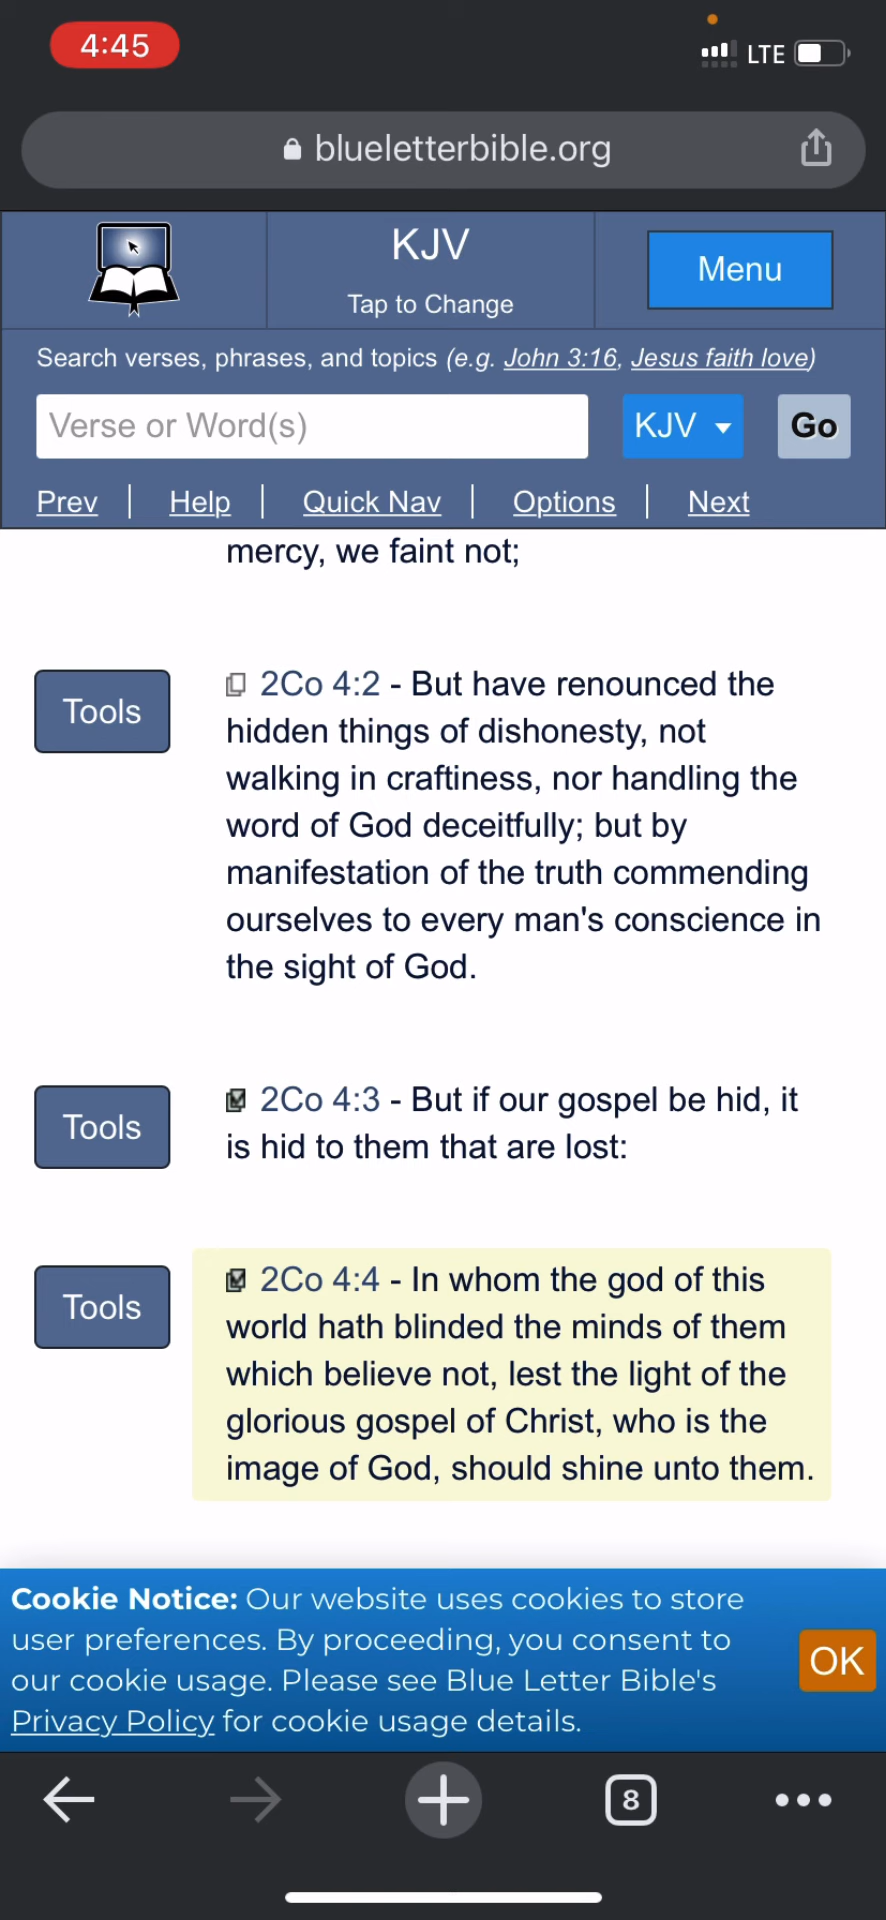 4:45
LTE
blueletterbible.org
KJV
Tap to Change
Menu
Search verses, phrases, and topics (e.g. John 3:16, Jesus faith love)
Verse or Word(s)
KJV
Go
Prev | Help | Quick Nav | Options | Next
mercy, we faint not;
Tools
2Co 4:2 - But have renounced the
hidden things of dishonesty, not
walking in craftiness, nor handling the
word of God deceitfully; but by
manifestation of the truth commending
ourselves to every man's conscience in
the sight of God.
Tools
2Co 4:3 - But if our gospel be hid, it
is hid to them that are lost:
Tools
2Co 4:4 - In whom the god of this
world hath blinded the minds of them
which believe not, lest the light of the
glorious gospel of Christ, who is the
image of God, should shine unto them.
Cookie Notice: Our website uses cookies to store
user preferences. By proceeding, you consent to
our cookie usage. Please see Blue Letter Bible's
Privacy Policy for cookie usage details.
OK
8